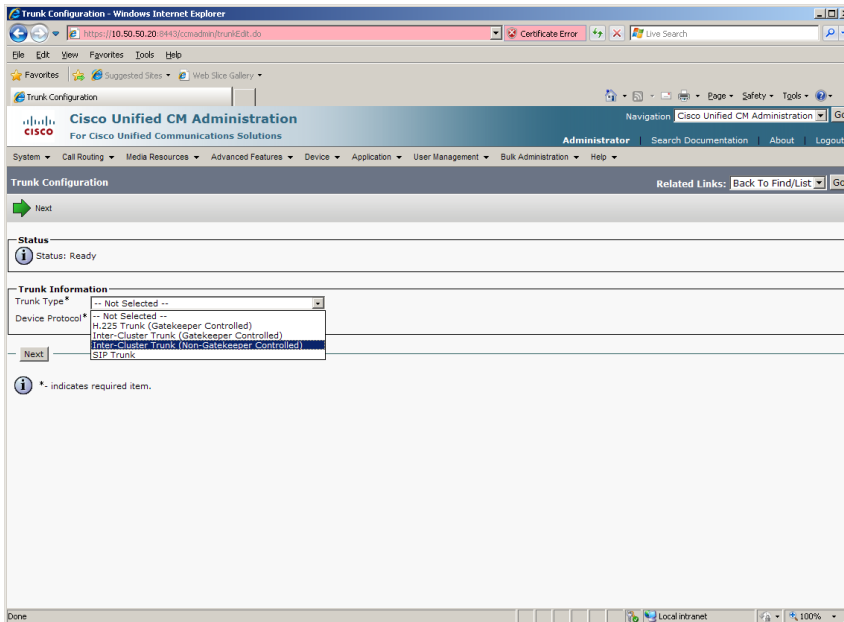 Trunk Configuration - Windows Internet Explorer
https://10.50.50.20:8443/ccmadmin/trunkEdit.do
Certificate Error
Live Search
File Edit View Favorites Tools Help
Favorites Suggested Sites Web Slice Gallery
Trunk Configuration
Page Safety Tools
CISCO
Cisco Unified CM Administration
For Cisco Unified Communications Solutions
Navigation Cisco Unified CM Administration
Administrator | Search Documentation | About | Logout
System Call Routing Media Resources Advanced Features Device Application User Management Bulk Administration Help
Trunk Configuration
Related Links: Back To Find/List
Next
Status
Status: Ready
Trunk Information
Trunk Type* -- Not Selected --
Device Protocol* -- Not Selected --
H.225 Trunk (Gatekeeper Controlled)
Inter-Cluster Trunk (Gatekeeper Controlled)
Inter-Cluster Trunk (Non-Gatekeeper Controlled)
SIP Trunk
Next
*- indicates required item.
Done
Local intranet
100%